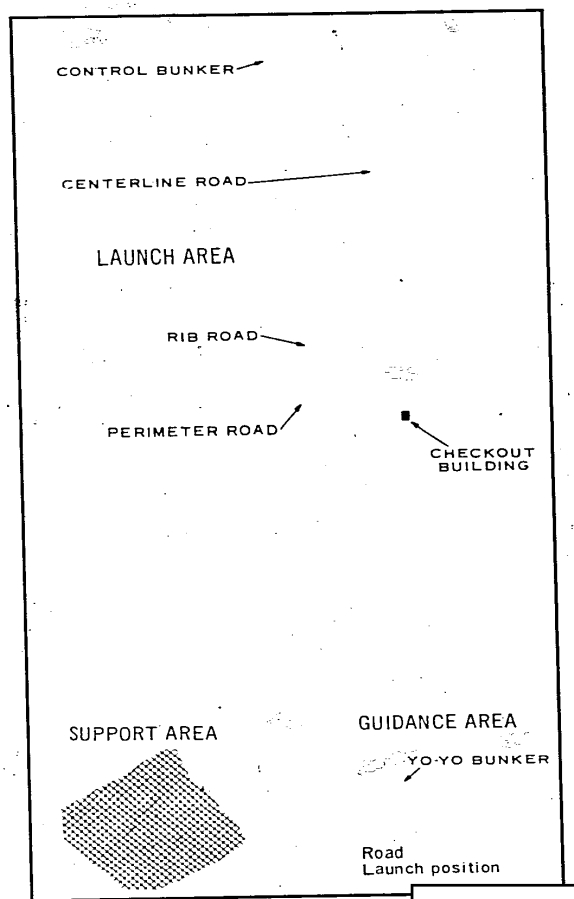 CONTROL BUNKER
CENTERLINE ROAD
LAUNCH AREA
RIB ROAD
PERIMETER ROAD
CHECKOUT
BUILDING
SUPPORT AREA
GUIDANCE AREA
YO-YO BUNKER
Road
Launch position